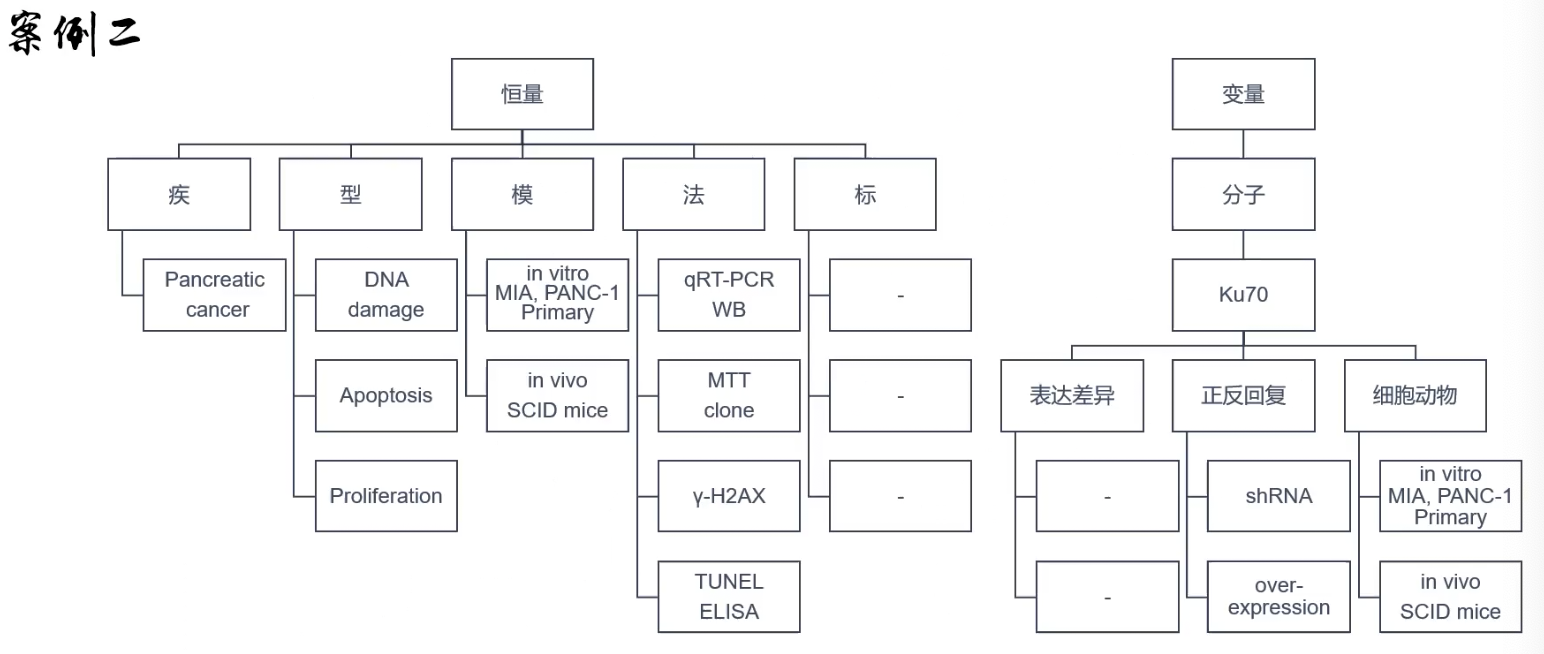 案例二
恒量
变量
疾
型
模
法
标
分子
Pancreatic
cancer
DNA
damage
in vitro
MIA, PANC-1
Primary
qRT-PCR
WB
-
Ku70
Apoptosis
in vivo
SCID mice
MTT
clone
-
表达差异
正反回复
细胞动物
Proliferation
γ-H2AX
-
-
shRNA
in vitro
MIA, PANC-1
Primary
TUNEL
ELISA
-
over-
expression
in vivo
SCID mice